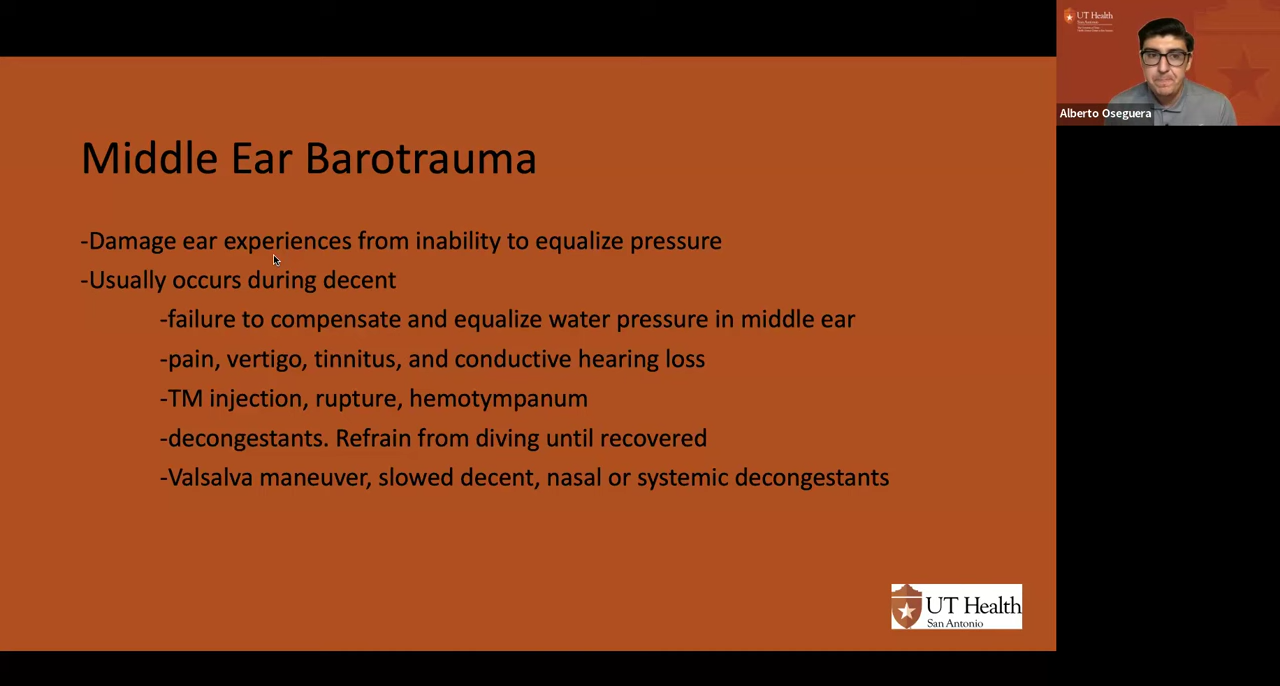 Middle Ear Barotrauma
-Damage ear experiences from inability to equalize pressure
-Usually occurs during decent
-failure to compensate and equalize water pressure in middle ear
-pain, vertigo, tinnitus, and conductive hearing loss
-TM injection, rupture, hemotympanum
-decongestants. Refrain from diving until recovered
-Valsalva maneuver, slowed decent, nasal or systemic decongestants
UT Health
San Antonio
UT Health
San Antonio
Alberto Oseguera